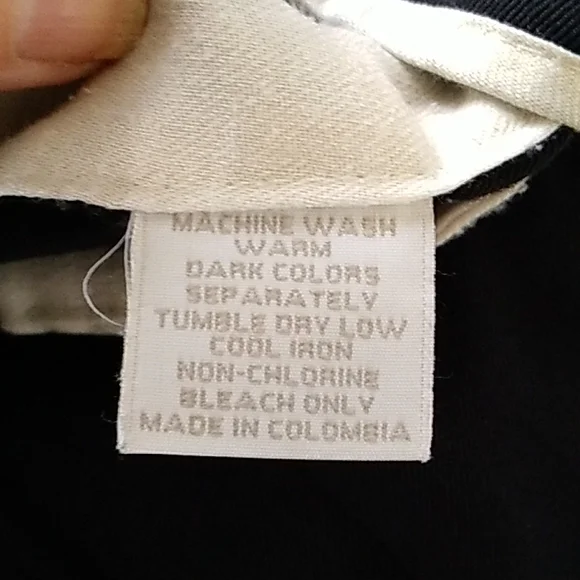 MACHINE WASH
WARM
DARK COLORS
SEPARATELY
TUMBLE DRY LOW
COOL IRON
NON-CHLORINE
BLEACH ONLY
MADE IN COLOMBIA